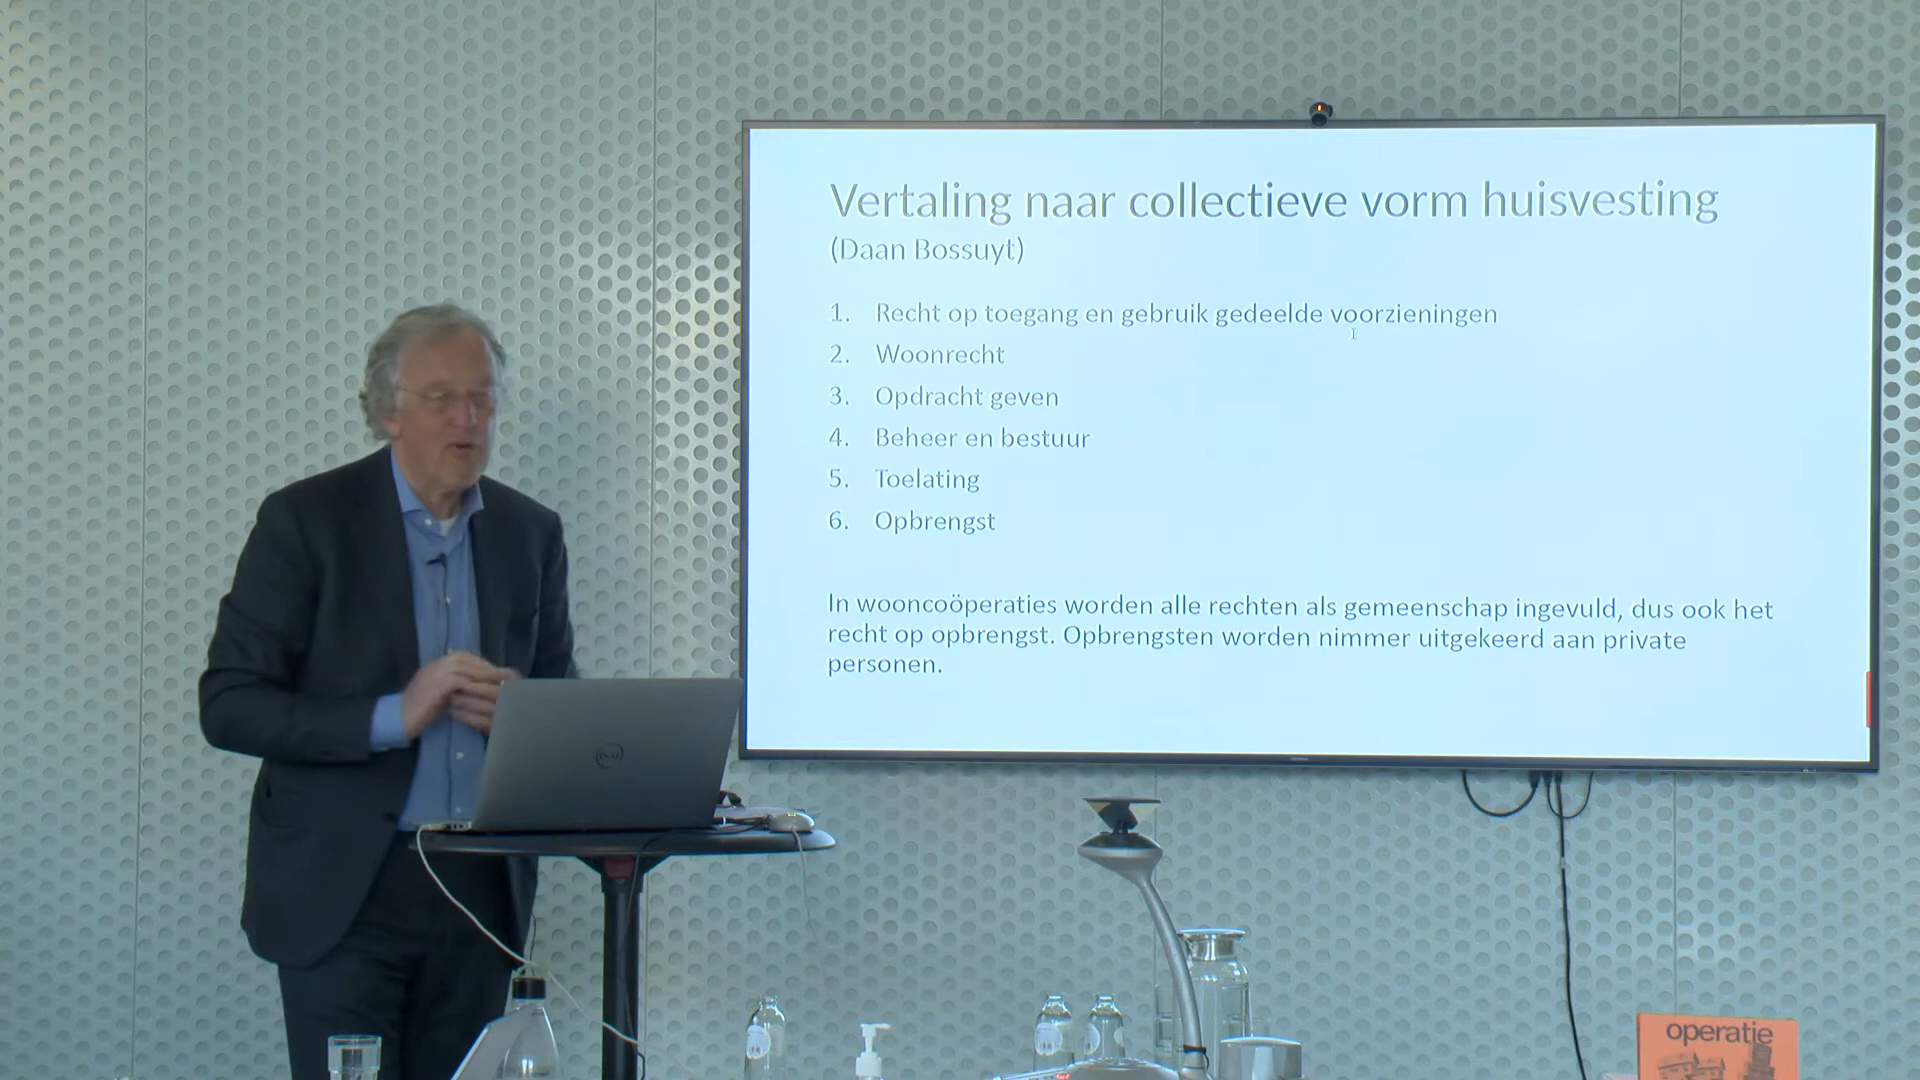 Vertaling naar collectieve vorm huisvesting
(Daan Bossuyt)
1. Recht op toegang en gebruik gedeelde voorzieningen
2. Woonrecht
3. Opdracht geven
4. Beheer en bestuur
5. Toelating
6. Opbrengst
In wooncoöperaties worden alle rechten als gemeenschap ingevuld, dus ook het
recht op opbrengst. Opbrengsten worden nimmer uitgekeerd aan private
personen.
DELL
operatie